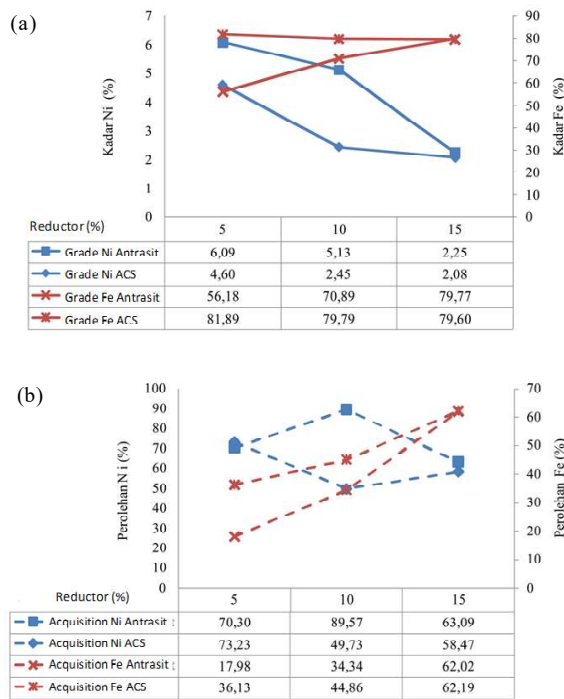 (a)
7
6
5
4
3
2
1
0
Kadar Ni (%)
90
80
70
60
50
40
30
20
10
0
Kadar Fe (%)
Reductor (%) 5 10 15
Grade Ni Antrasit 6,09 5,13 2,25
Grade Ni ACS 4,60 2,45 2,08
Grade Fe Antrasit 56,18 70,89 79,77
Grade Fe ACS 81,89 79,79 79,60
(b)
100
90
80
70
60
50
40
30
20
10
0
Perolehan Ni (%)
70
60
50
40
30
20
10
0
Perolehan Fe (%)
Reductor (%) 5 10 15
Acquisition Ni Antrasit : 70,30 89,57 63,09
Acquisition Ni ACS 73,23 49,73 58,47
Acquisition Fe Antrasit : 17,98 34,34 62,02
Acquisition Fe ACS 36,13 44,86 62,19